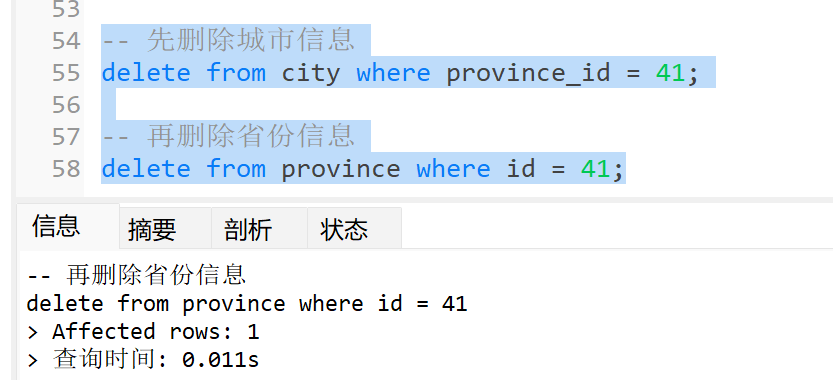 53
54 -- 先删除城市信息
55 delete from city where province_id = 41;
56
57 -- 再删除省份信息
58 delete from province where id = 41;
信息 摘要 剖析 状态
-- 再删除省份信息
delete from province where id = 41
> Affected rows: 1
> 查询时间: 0.011s